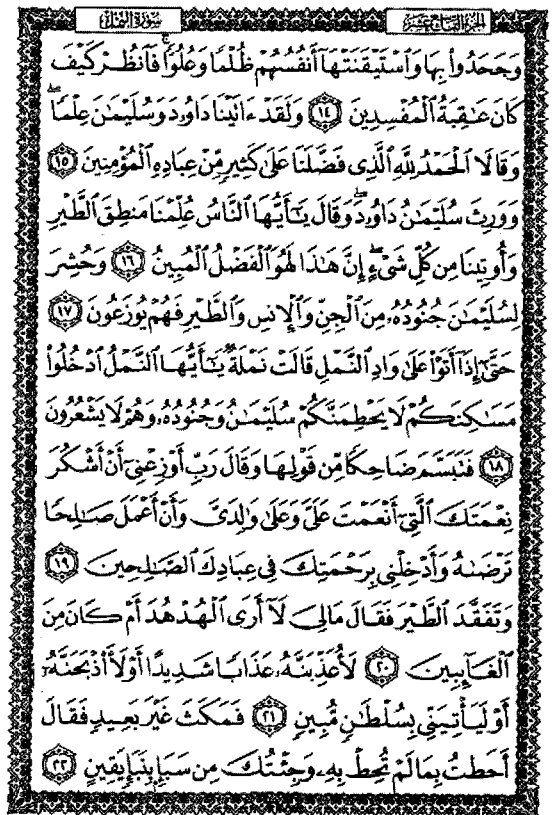 الجزء التاسع عشر سورة النمل
وَجَحَدُوا۟ بِهَا وَٱسْتَيْقَنَتْهَآ أَنفُسُهُمْ ظُلْمًا وَعُلُوًّا ۚ فَٱنظُرْ كَيْفَ
كَانَ عَٰقِبَةُ ٱلْمُفْسِدِينَ ١٤ وَلَقَدْ ءَاتَيْنَا دَاوُۥدَ وَسُلَيْمَٰنَ عِلْمًا ۖ
وَقَالَا ٱلْحَمْدُ لِلَّهِ ٱلَّذِى فَضَّلَنَا عَلَىٰ كَثِيرٍ مِّنْ عِبَادِهِ ٱلْمُؤْمِنِينَ ١٥
وَوَرِثَ سُلَيْمَٰنُ دَاوُۥدَ ۖ وَقَالَ يَٰٓأَيُّهَا ٱلنَّاسُ عُلِّمْنَا مَنطِقَ ٱلطَّيْرِ
وَأُوتِينَا مِن كُلِّ شَىْءٍ ۖ إِنَّ هَٰذَا لَهُوَ ٱلْفَضْلُ ٱلْمُبِينُ ١٦ وَحُشِرَ
لِسُلَيْمَٰنَ جُنُودُهُۥ مِنَ ٱلْجِنِّ وَٱلْإِنسِ وَٱلطَّيْرِ فَهُمْ يُوزَعُونَ ١٧
حَتَّىٰٓ إِذَآ أَتَوْا۟ عَلَىٰ وَادِ ٱلنَّمْلِ قَالَتْ نَمْلَةٌ يَٰٓأَيُّهَا ٱلنَّمْلُ ٱدْخُلُوا۟
مَسَٰكِنَكُمْ لَا يَحْطِمَنَّكُمْ سُلَيْمَٰنُ وَجُنُودُهُۥ وَهُمْ لَا يَشْعُرُونَ
١٨ فَتَبَسَّمَ ضَاحِكًا مِّن قَوْلِهَا وَقَالَ رَبِّ أَوْزِعْنِىٓ أَنْ أَشْكُرَ
نِعْمَتَكَ ٱلَّتِىٓ أَنْعَمْتَ عَلَىَّ وَعَلَىٰ وَٰلِدَىَّ وَأَنْ أَعْمَلَ صَٰلِحًا
تَرْضَىٰهُ وَأَدْخِلْنِى بِرَحْمَتِكَ فِى عِبَادِكَ ٱلصَّٰلِحِينَ ١٩
وَتَفَقَّدَ ٱلطَّيْرَ فَقَالَ مَا لِىَ لَآ أَرَى ٱلْهُدْهُدَ أَمْ كَانَ مِنَ
ٱلْغَآئِبِينَ ٢٠ لَأُعَذِّبَنَّهُۥ عَذَابًا شَدِيدًا أَوْ لَأَا۟ذْبَحَنَّهُۥٓ
أَوْ لَيَأْتِيَنِّى بِسُلْطَٰنٍ مُّبِينٍ ٢١ فَمَكَثَ غَيْرَ بَعِيدٍ فَقَالَ
أَحَطتُ بِمَا لَمْ تُحِطْ بِهِۦ وَجِئْتُكَ مِن سَبَإٍۭ بِنَبَإٍ يَقِينٍ ٢٢